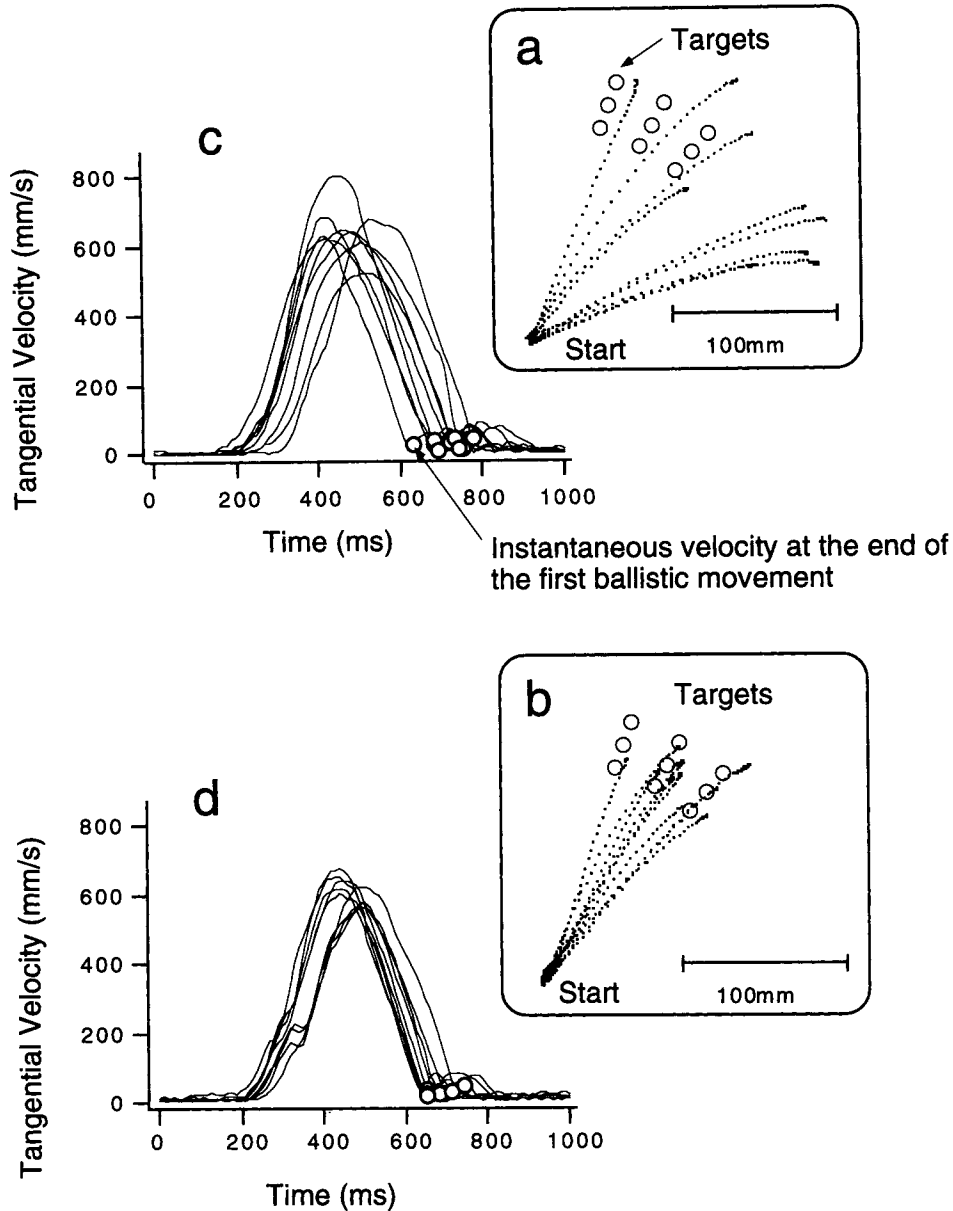 a
Targets
Start
100mm
c
Tangential Velocity (mm/s)
800
600
400
200
0
0 200 400 600 800 1000
Time (ms)
Instantaneous velocity at the end of
the first ballistic movement
b
Targets
Start
100mm
d
Tangential Velocity (mm/s)
800
600
400
200
0
0 200 400 600 800 1000
Time (ms)